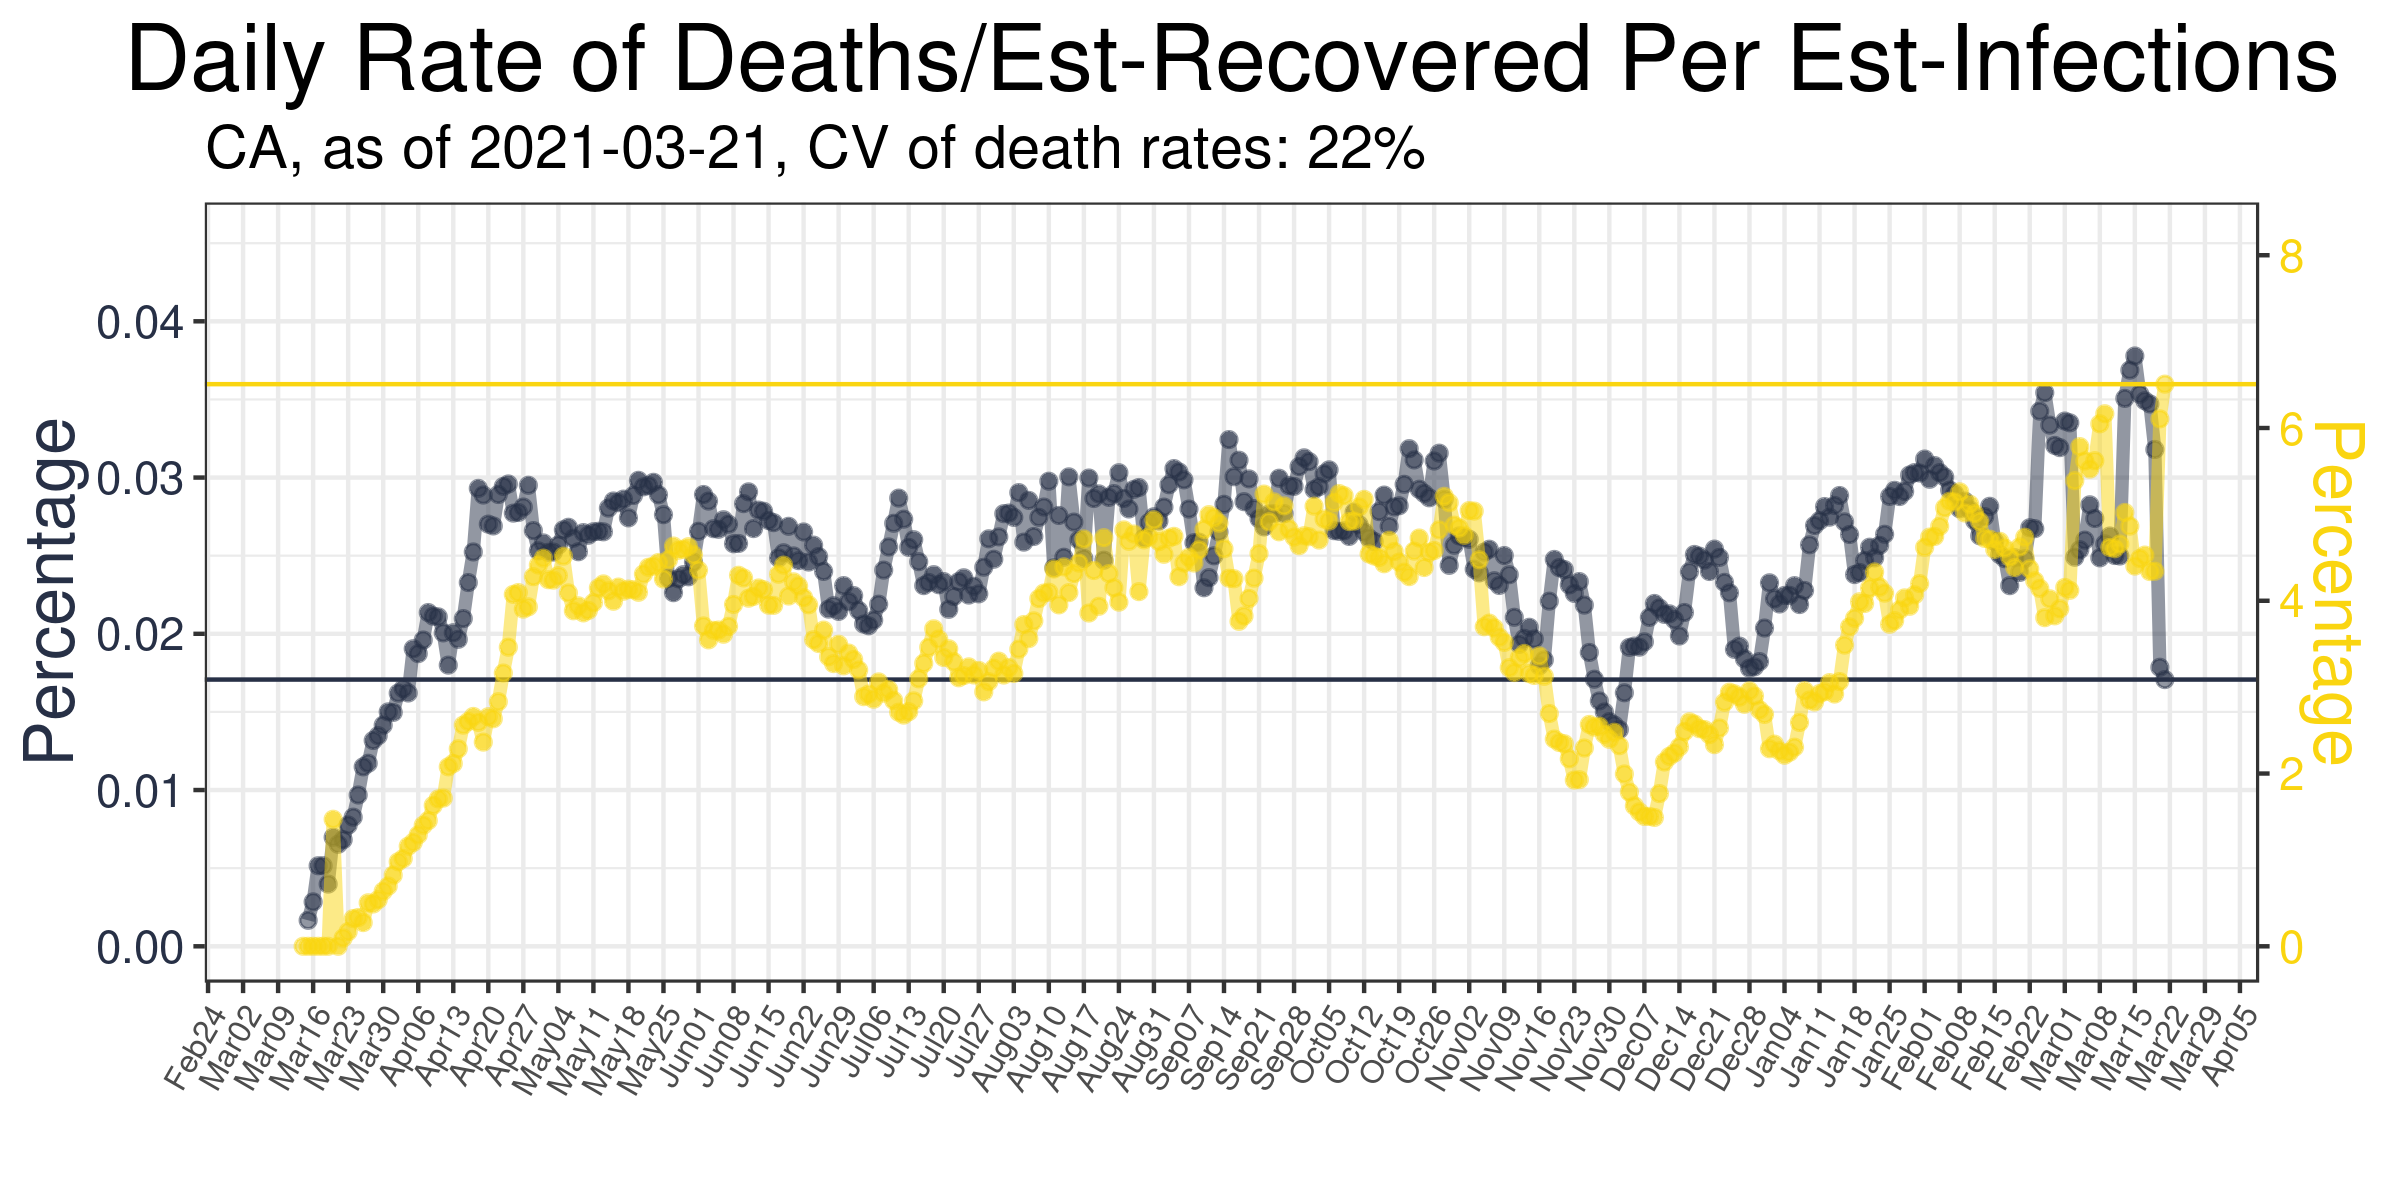 Daily Rate of Deaths/Est-Recovered Per Est-Infections
CA, as of 2021-03-21, CV of death rates: 22%
Percentage
0.04
0.03
0.02
0.01
0.00
8
6
4
2
0
Percentage
Feb24
Mar02
Mar09
Mar16
Mar23
Mar30
Apr06
Apr13
Apr20
Apr27
May04
May11
May18
May25
Jun01
Jun08
Jun15
Jun22
Jun29
Jul06
Jul13
Jul20
Jul27
Aug03
Aug10
Aug17
Aug24
Aug31
Sep07
Sep14
Sep21
Sep28
Oct05
Oct12
Oct19
Oct26
Nov02
Nov09
Nov16
Nov23
Nov30
Dec07
Dec14
Dec21
Dec28
Jan04
Jan11
Jan18
Jan25
Feb01
Feb08
Feb15
Feb22
Mar01
Mar08
Mar15
Mar22
Mar29
Apr05